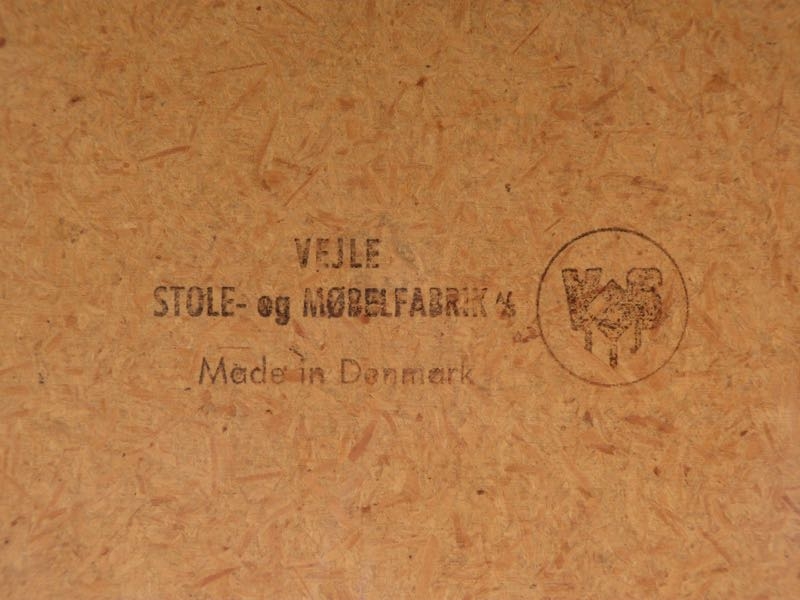 VEJLE
STOLE- og MØBELFABRIK A/S
Made in Denmark